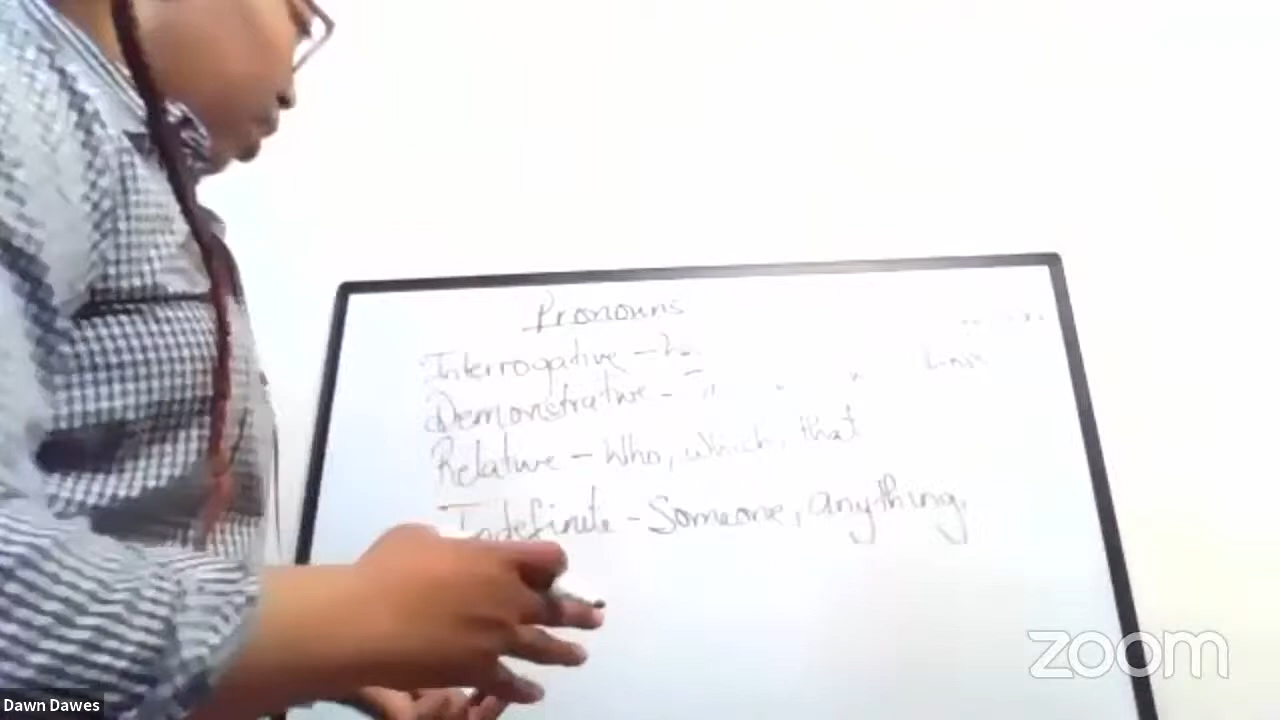 Pronouns
Interrogative -
Demonstrative -
Relative - Who, which, that
Indefinite - Someone, anything,
zoom
Dawn Dawes